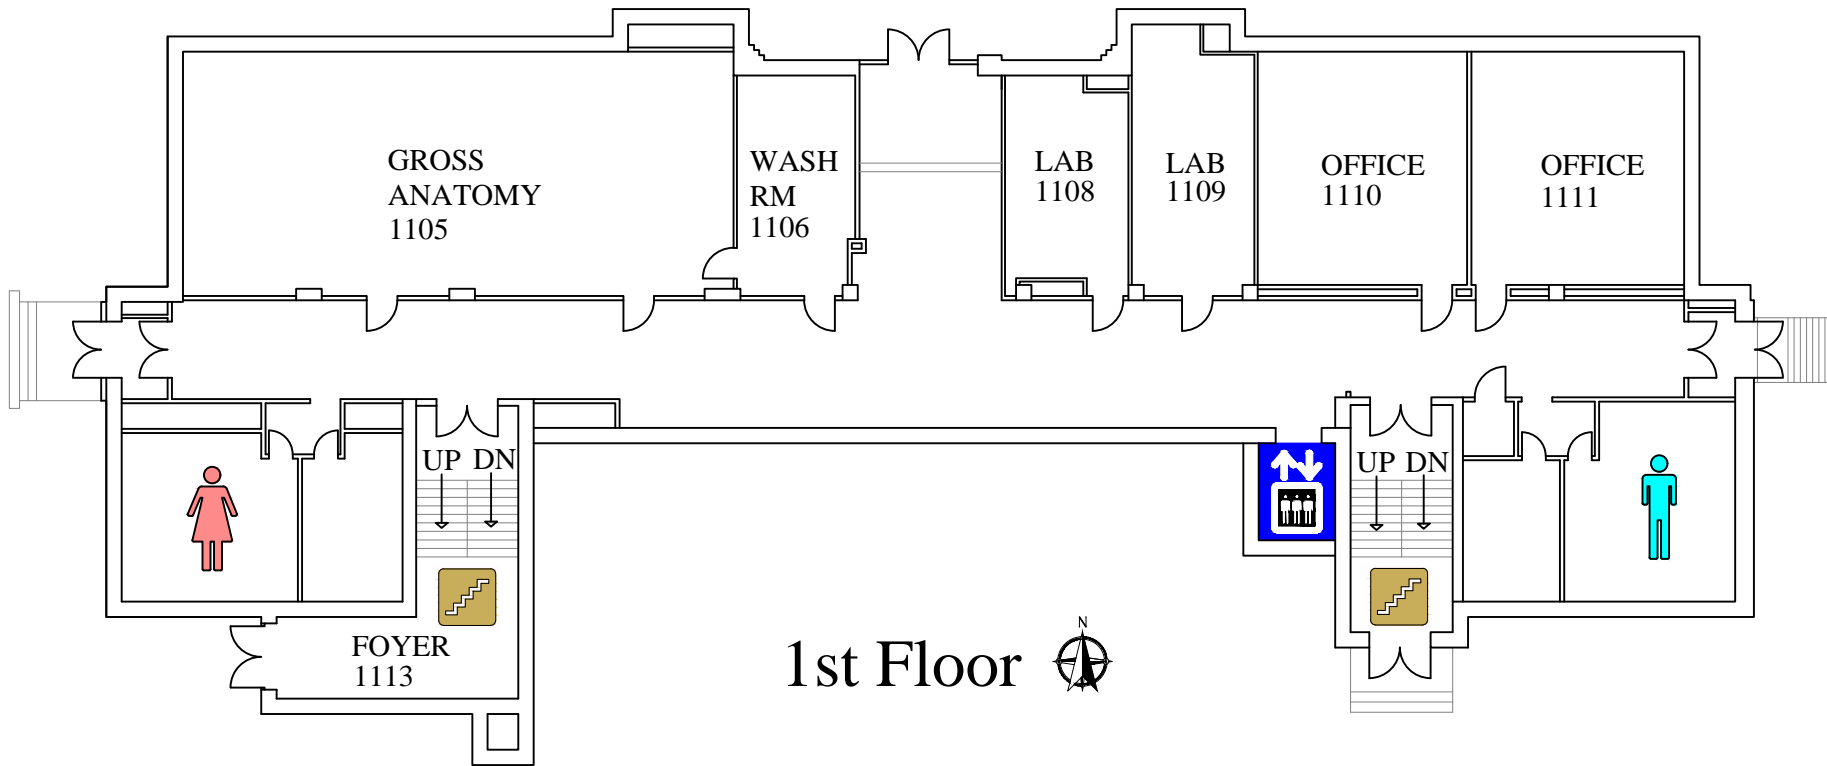 GROSS
ANATOMY
1105
WASH
RM
1106
LAB
1108
LAB
1109
OFFICE
1110
OFFICE
1111
UP DN
UP DN
FOYER
1113
1st Floor
N